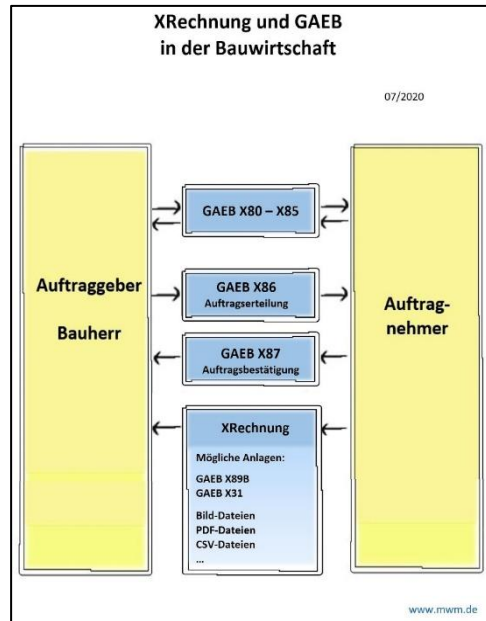 XRechnung und GAEB
in der Bauwirtschaft
07/2020
GAEB X80 – X85
Auftraggeber
Bauherr
GAEB X86
Auftragserteilung
Auftrag-
nehmer
GAEB X87
Auftragsbestätigung
XRechnung
Mögliche Anlagen:
GAEB X89B
GAEB X31
Bild-Dateien
PDF-Dateien
CSV-Dateien
...
www.mwm.de